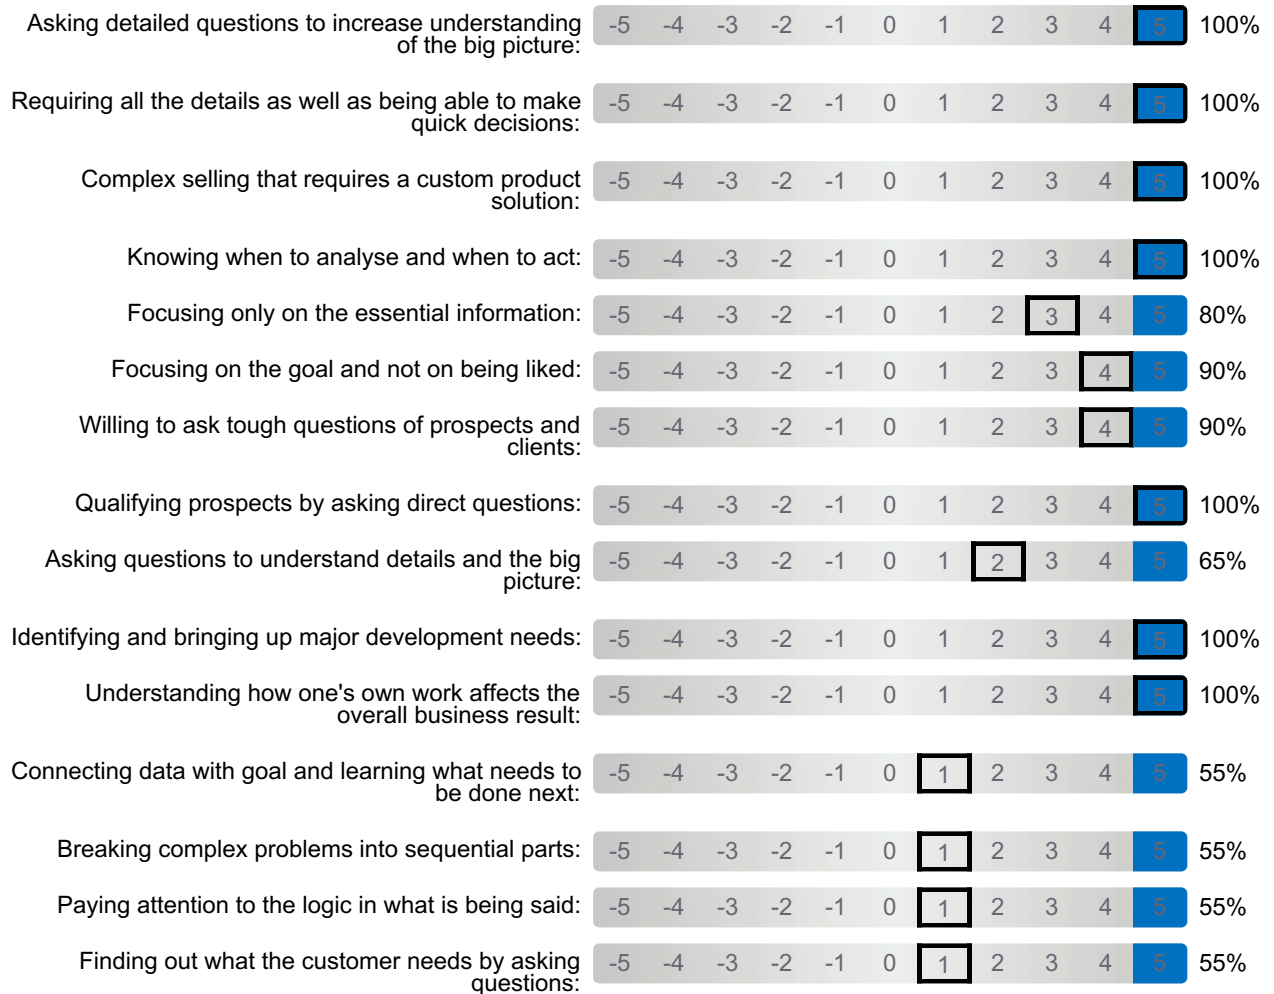 Asking detailed questions to increase understanding
of the big picture:
-5 -4 -3 -2 -1 0 1 2 3 4 5 100%
Requiring all the details as well as being able to make
quick decisions:
-5 -4 -3 -2 -1 0 1 2 3 4 5 100%
Complex selling that requires a custom product
solution:
-5 -4 -3 -2 -1 0 1 2 3 4 5 100%
Knowing when to analyse and when to act:
-5 -4 -3 -2 -1 0 1 2 3 4 5 100%
Focusing only on the essential information:
-5 -4 -3 -2 -1 0 1 2 3 4 5 80%
Focusing on the goal and not on being liked:
-5 -4 -3 -2 -1 0 1 2 3 4 5 90%
Willing to ask tough questions of prospects and
clients:
-5 -4 -3 -2 -1 0 1 2 3 4 5 90%
Qualifying prospects by asking direct questions:
-5 -4 -3 -2 -1 0 1 2 3 4 5 100%
Asking questions to understand details and the big
picture:
-5 -4 -3 -2 -1 0 1 2 3 4 5 65%
Identifying and bringing up major development needs:
-5 -4 -3 -2 -1 0 1 2 3 4 5 100%
Understanding how one's own work affects the
overall business result:
-5 -4 -3 -2 -1 0 1 2 3 4 5 100%
Connecting data with goal and learning what needs to
be done next:
-5 -4 -3 -2 -1 0 1 2 3 4 5 55%
Breaking complex problems into sequential parts:
-5 -4 -3 -2 -1 0 1 2 3 4 5 55%
Paying attention to the logic in what is being said:
-5 -4 -3 -2 -1 0 1 2 3 4 5 55%
Finding out what the customer needs by asking
questions:
-5 -4 -3 -2 -1 0 1 2 3 4 5 55%